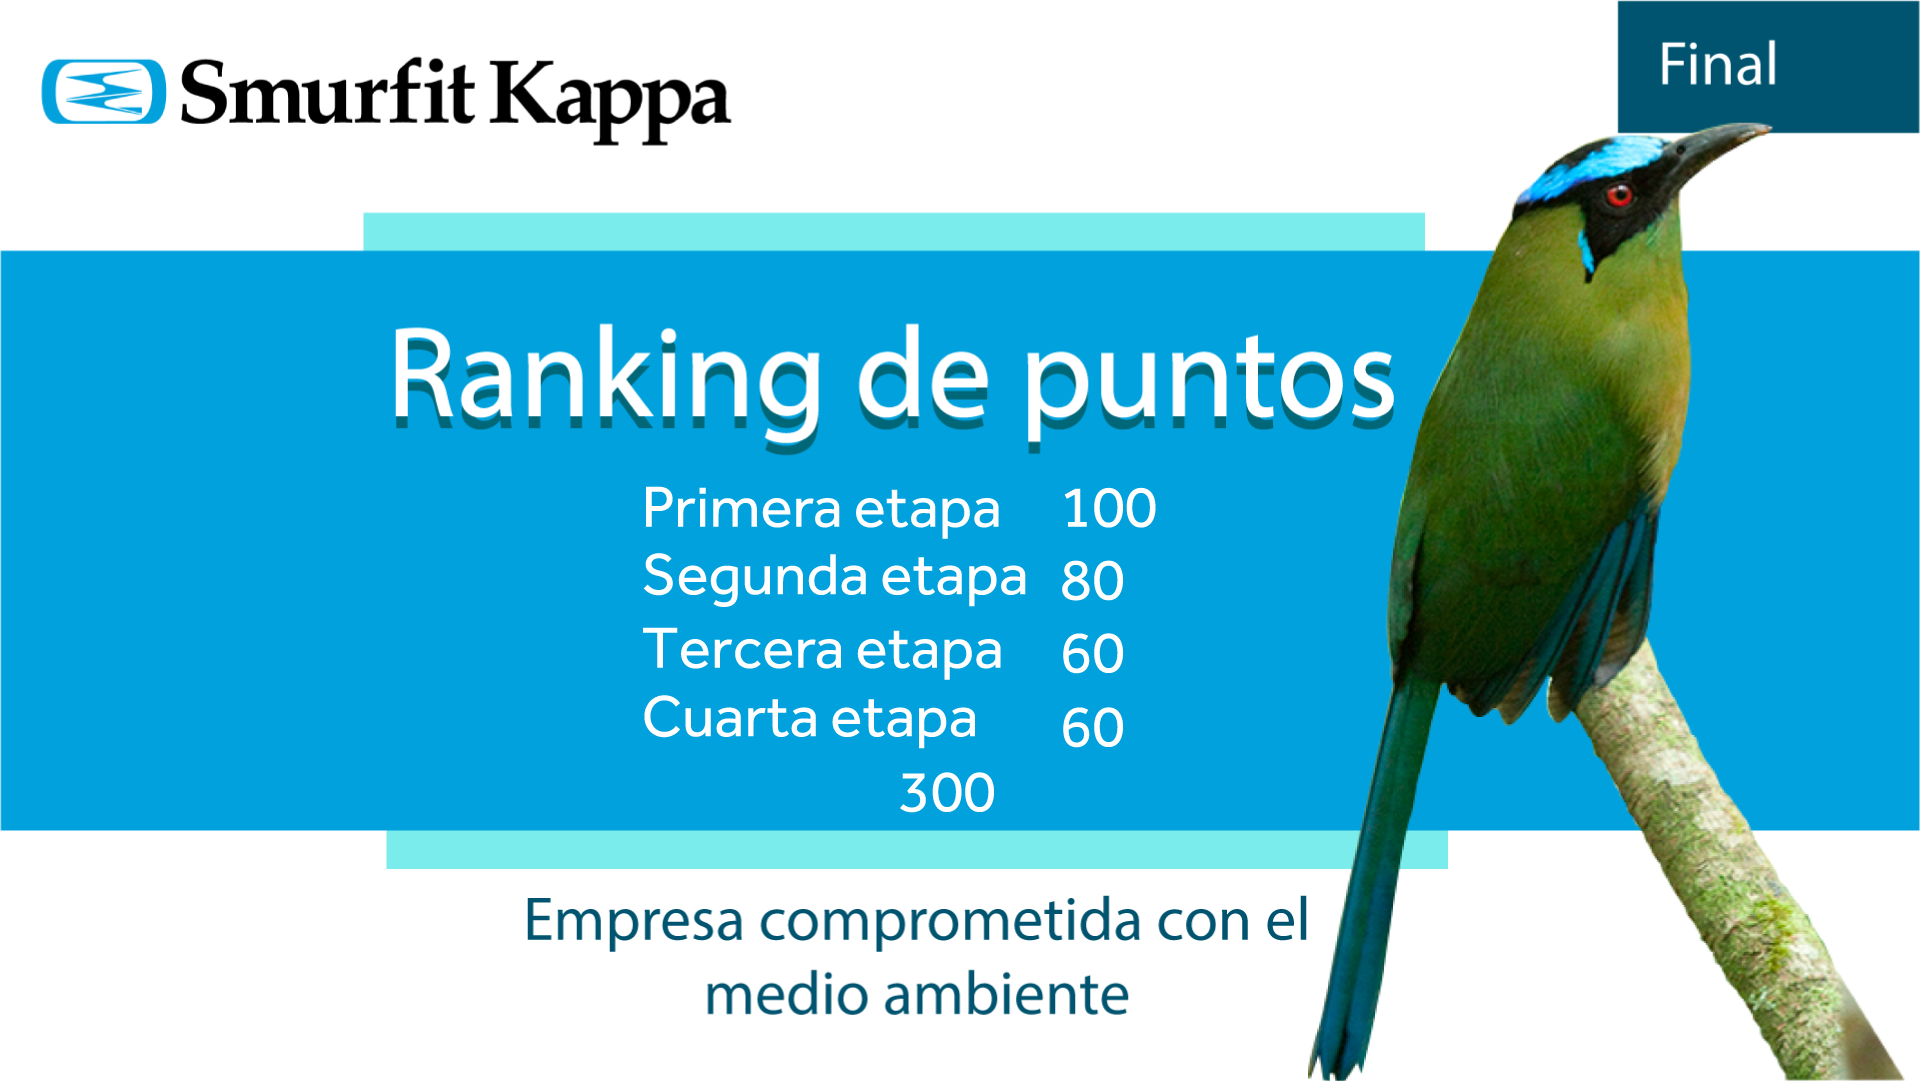 Smurfit Kappa
Final
Ranking de puntos
Primera etapa 100
Segunda etapa 80
Tercera etapa 60
Cuarta etapa 60
300
Empresa comprometida con el
medio ambiente